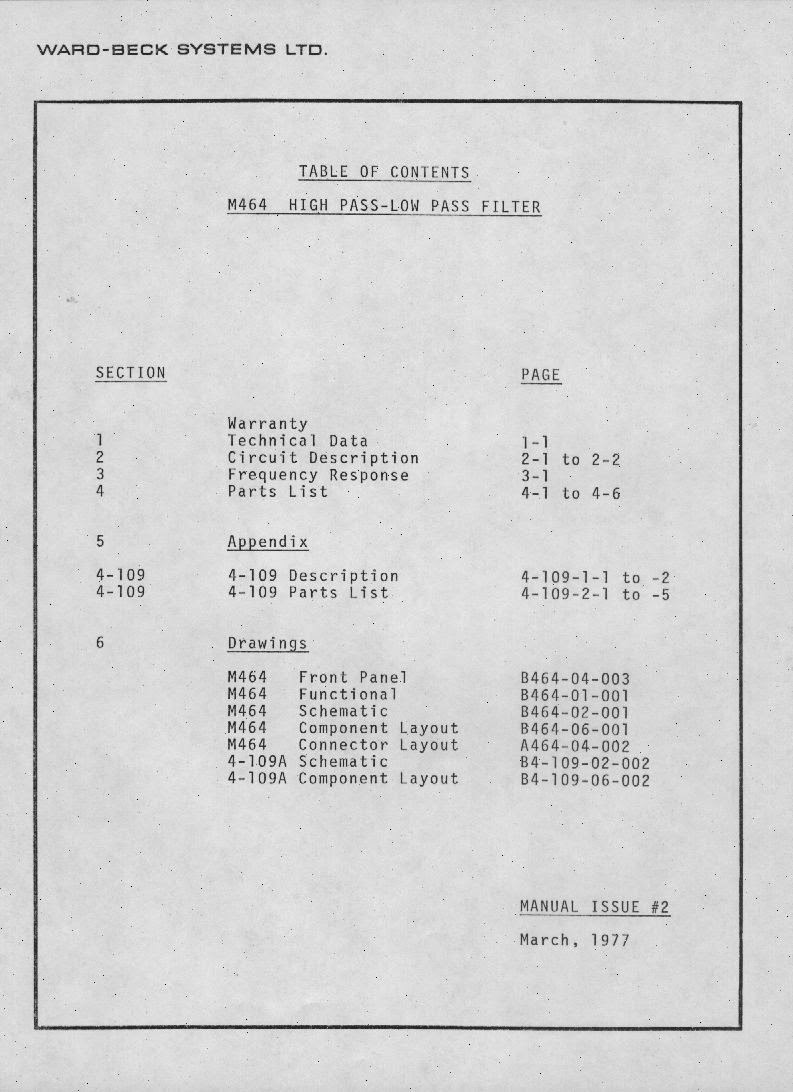 WARD-BECK SYSTEMS LTD.
TABLE OF CONTENTS
M464 HIGH PASS-LOW PASS FILTER
SECTION PAGE
Warranty
1 Technical Data 1-1
2 Circuit Description 2-1 to 2-2
3 Frequency Response 3-1
4 Parts List 4-1 to 4-6
5 Appendix
4-109 4-109 Description 4-109-1-1 to -2
4-109 4-109 Parts List 4-109-2-1 to -5
6 Drawings
M464 Front Panel B464-04-003
M464 Functional B464-01-001
M464 Schematic B464-02-001
M464 Component Layout B464-06-001
M464 Connector Layout A464-04-002
4-109A Schematic B4-109-02-002
4-109A Component Layout B4-109-06-002
MANUAL ISSUE #2
March, 1977